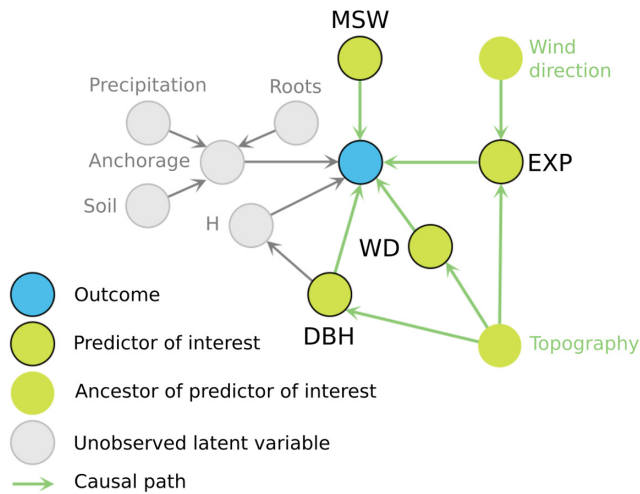 MSW
Wind
direction
Precipitation
Roots
Anchorage
EXP
Soil
H
WD
DBH
Topography
Outcome
Predictor of interest
Ancestor of predictor of interest
Unobserved latent variable
Causal path